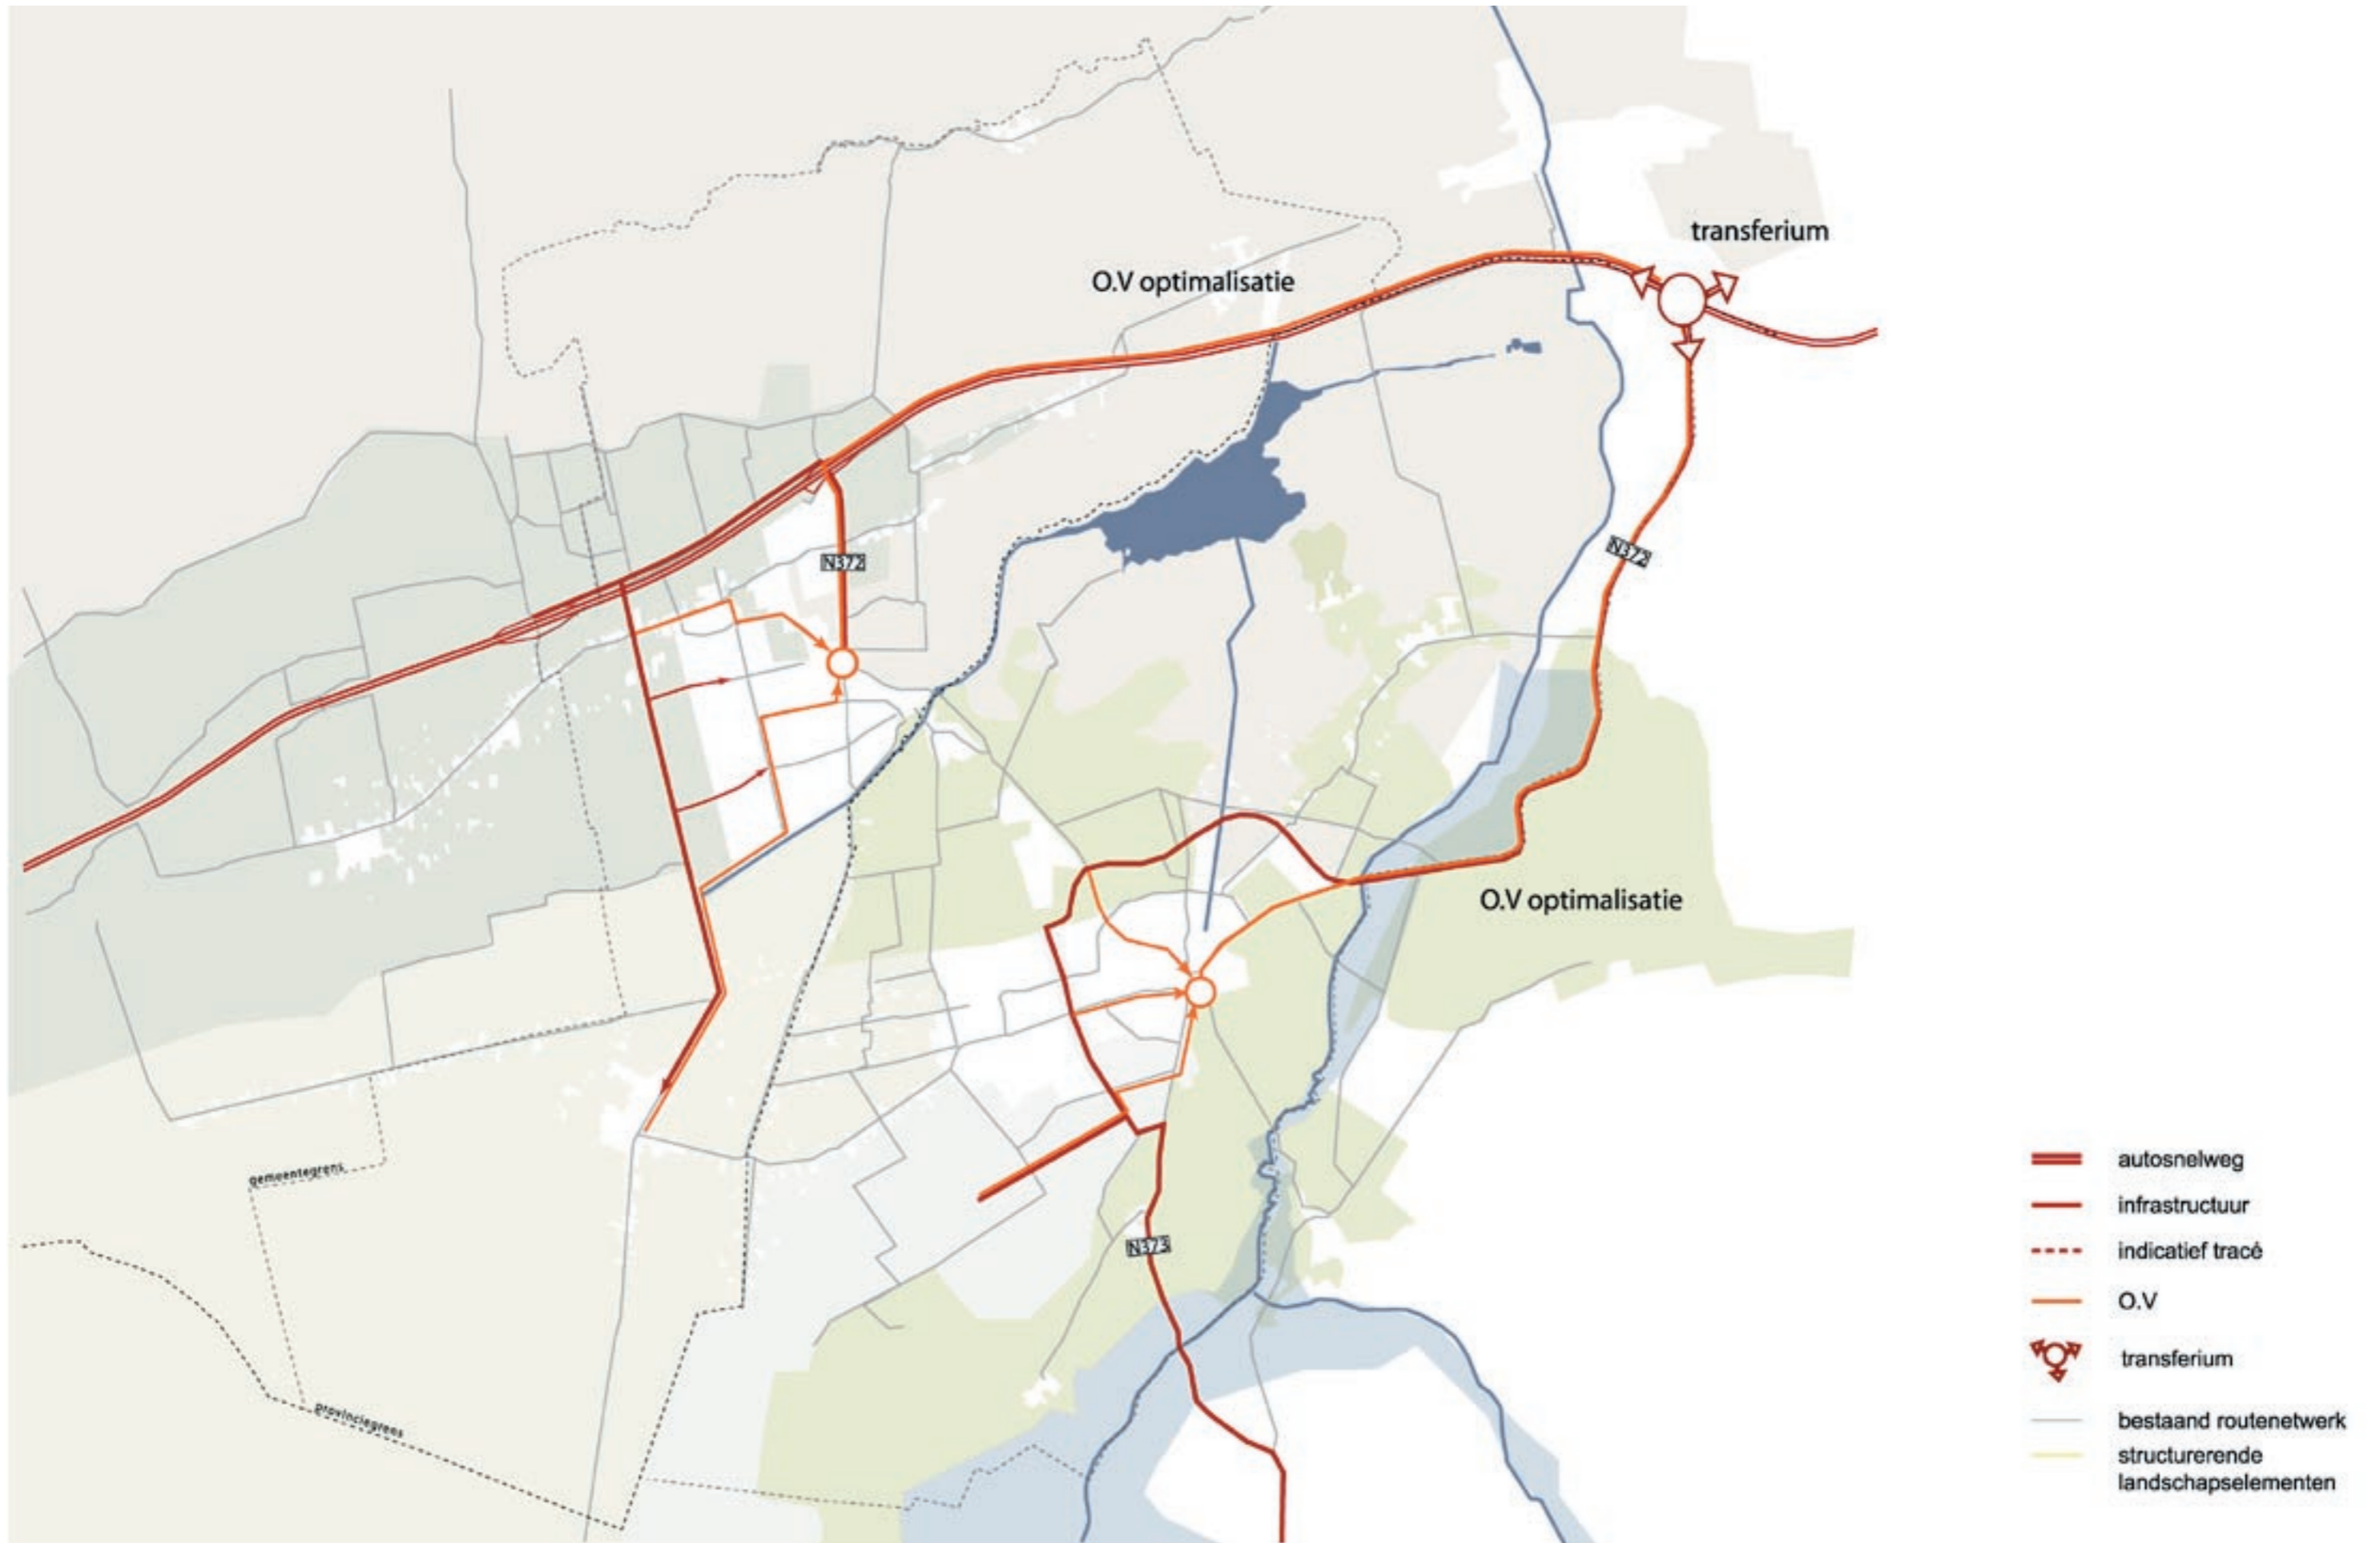 transferium
O.V optimalisatie
N372
N372
O.V optimalisatie
gemeentegrens
N373
provinciegrens
autosnelweg
infrastructuur
indicatief tracé
O.V
transferium
bestaand routenetwerk
structurerende
landschapselementen